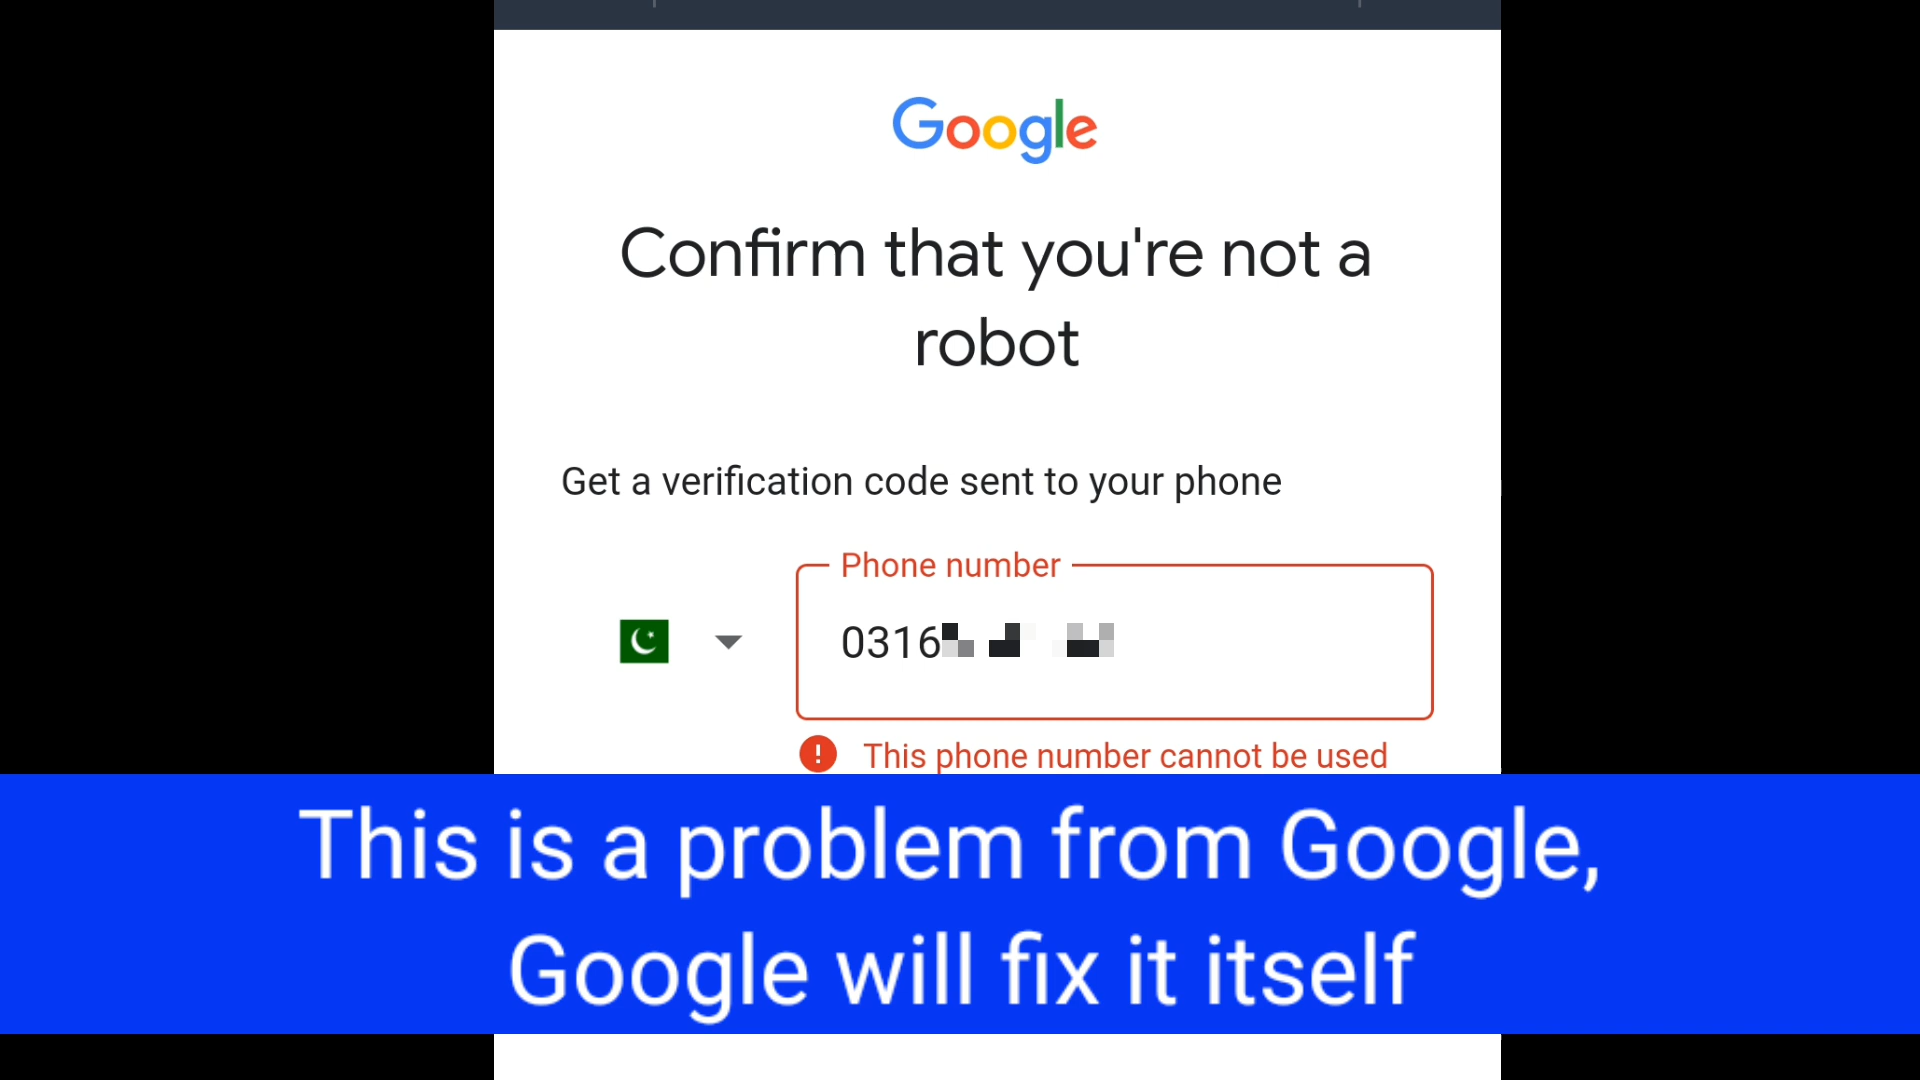 Google
Confirm that you're not a
robot
Get a verification code sent to your phone
Phone number
0316
This phone number cannot be used
This is a problem from Google,
Google will fix it itself